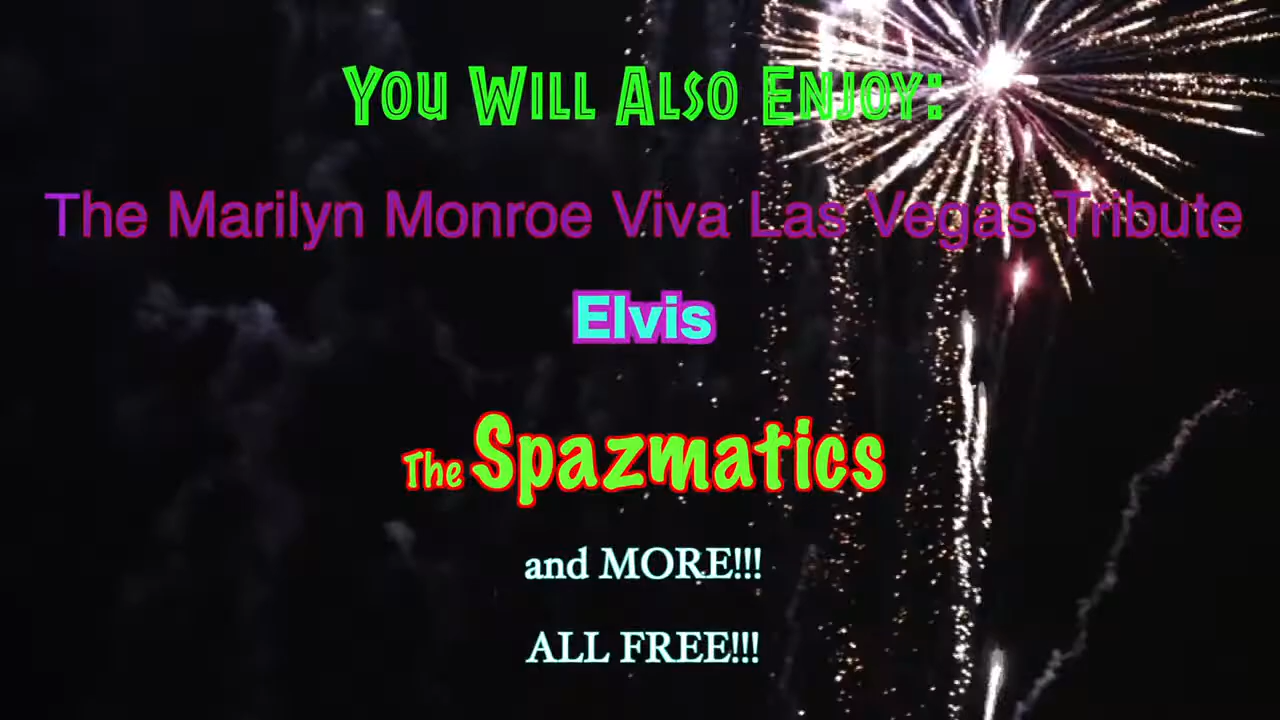 You Will Also Enjoy:
The Marilyn Monroe Viva Las Vegas Tribute
Elvis
The Spazmatics
and MORE!!!
ALL FREE!!!